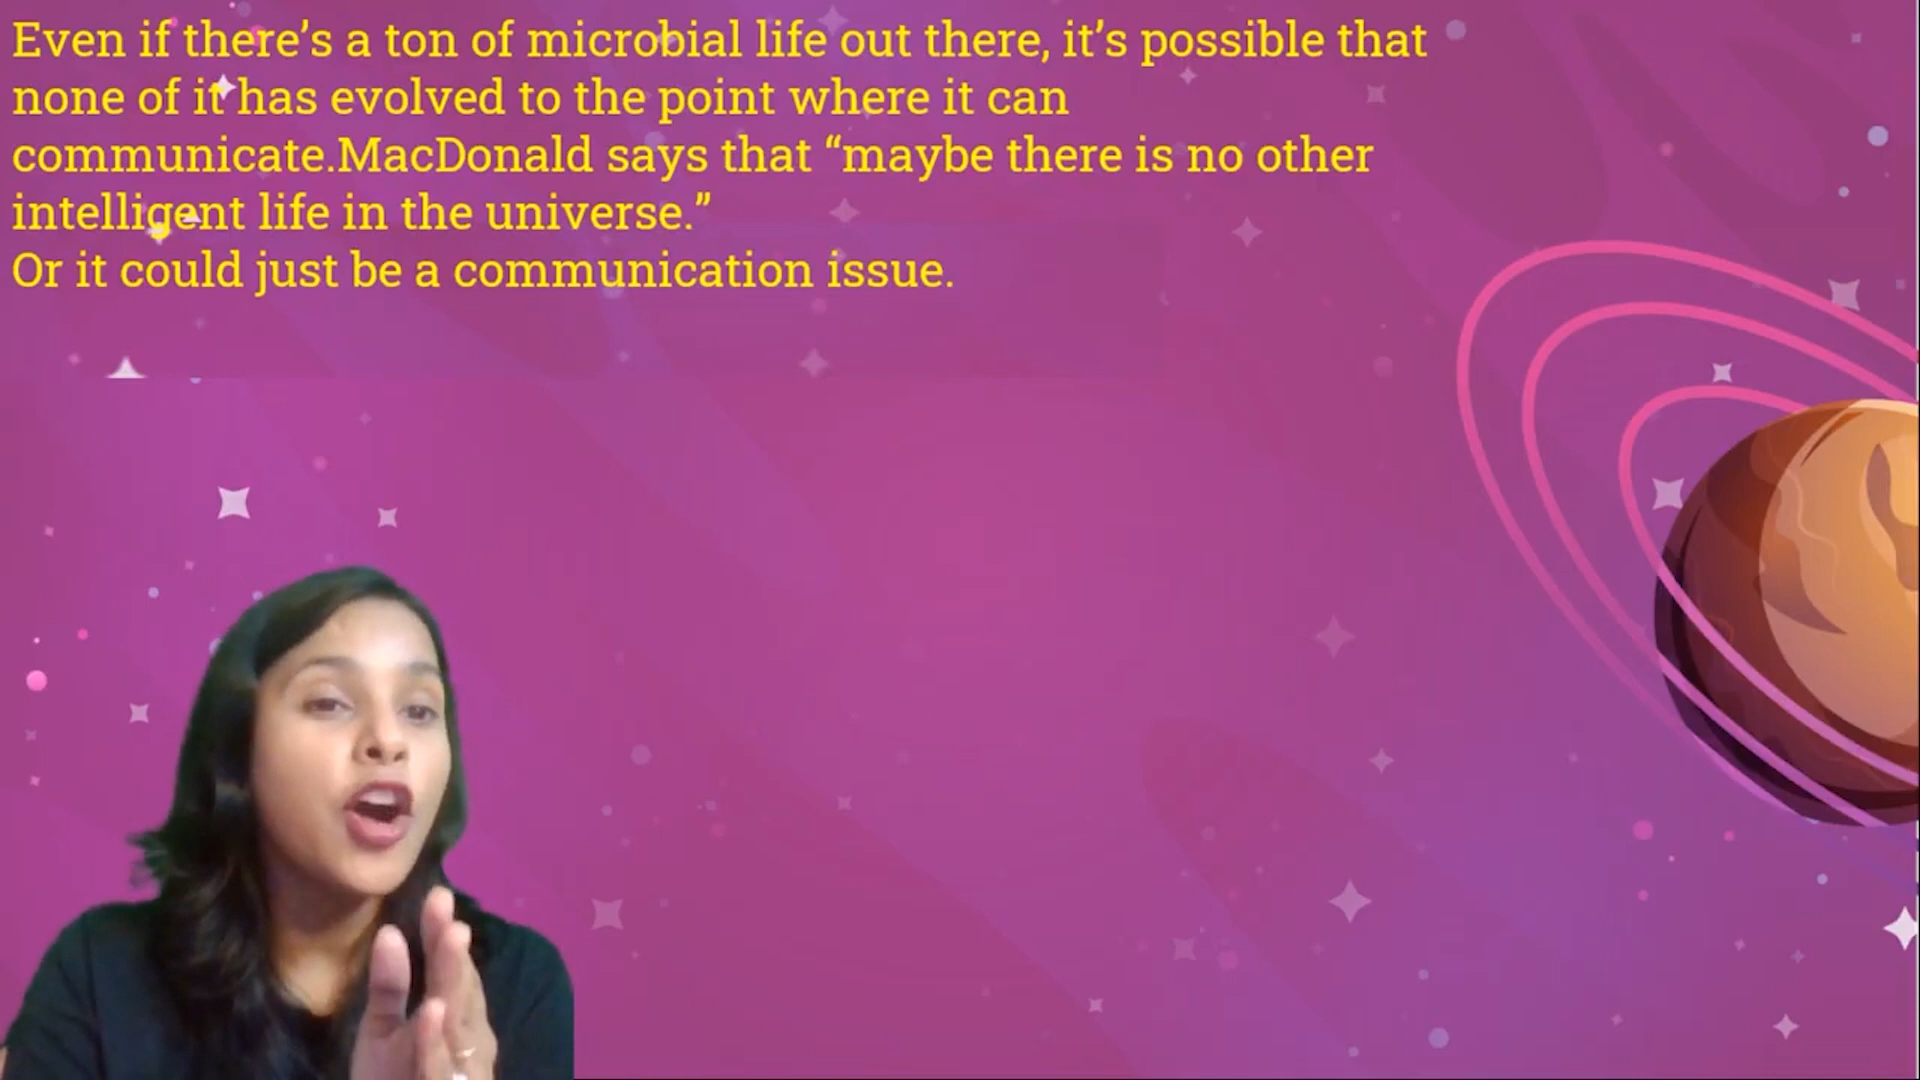 Even if there’s a ton of microbial life out there, it’s possible that
none of it has evolved to the point where it can
communicate.MacDonald says that “maybe there is no other
intelligent life in the universe.”
Or it could just be a communication issue.